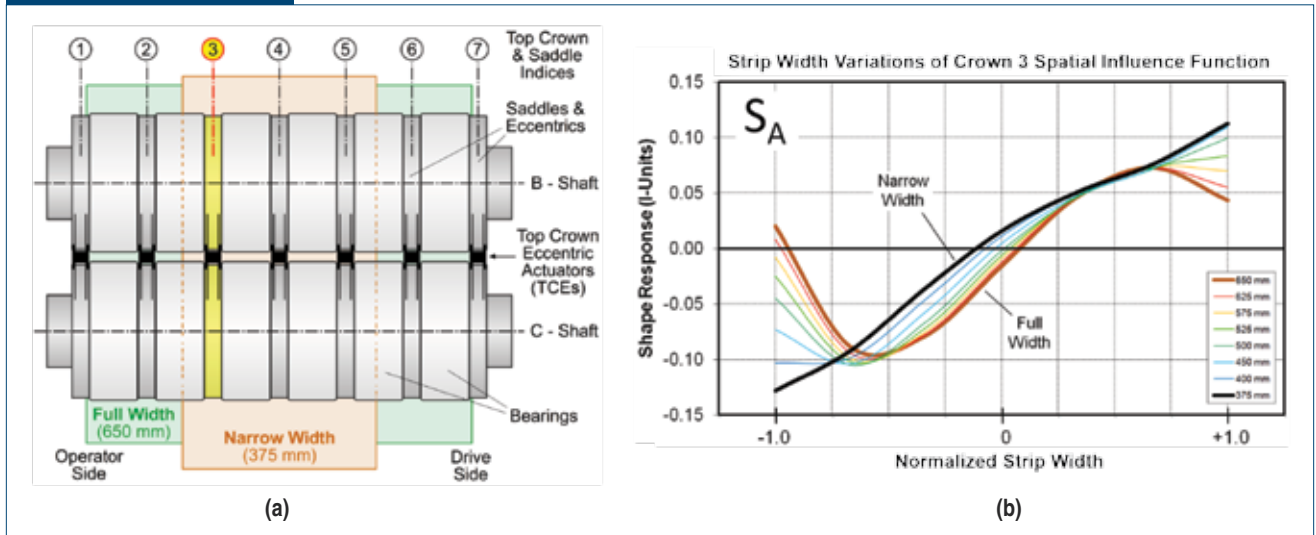 1
2
3
4
5
6
7
Top Crown
& Saddle
Indices
Saddles &
Eccentrics
B - Shaft
Top Crown
Eccentric
Actuators
(TCEs)
C - Shaft
Bearings
Full Width
(650 mm)
Narrow Width
(375 mm)
Operator
Side
Drive
Side
(a)
Strip Width Variations of Crown 3 Spatial Influence Function
Shape Response (I-Units)
0.15
0.10
0.05
0.00
-0.05
-0.10
-0.15
SA
Narrow
Width
Full
Width
650 mm
625 mm
575 mm
525 mm
500 mm
450 mm
400 mm
375 mm
-1.0
0
+1.0
Normalized Strip Width
(b)